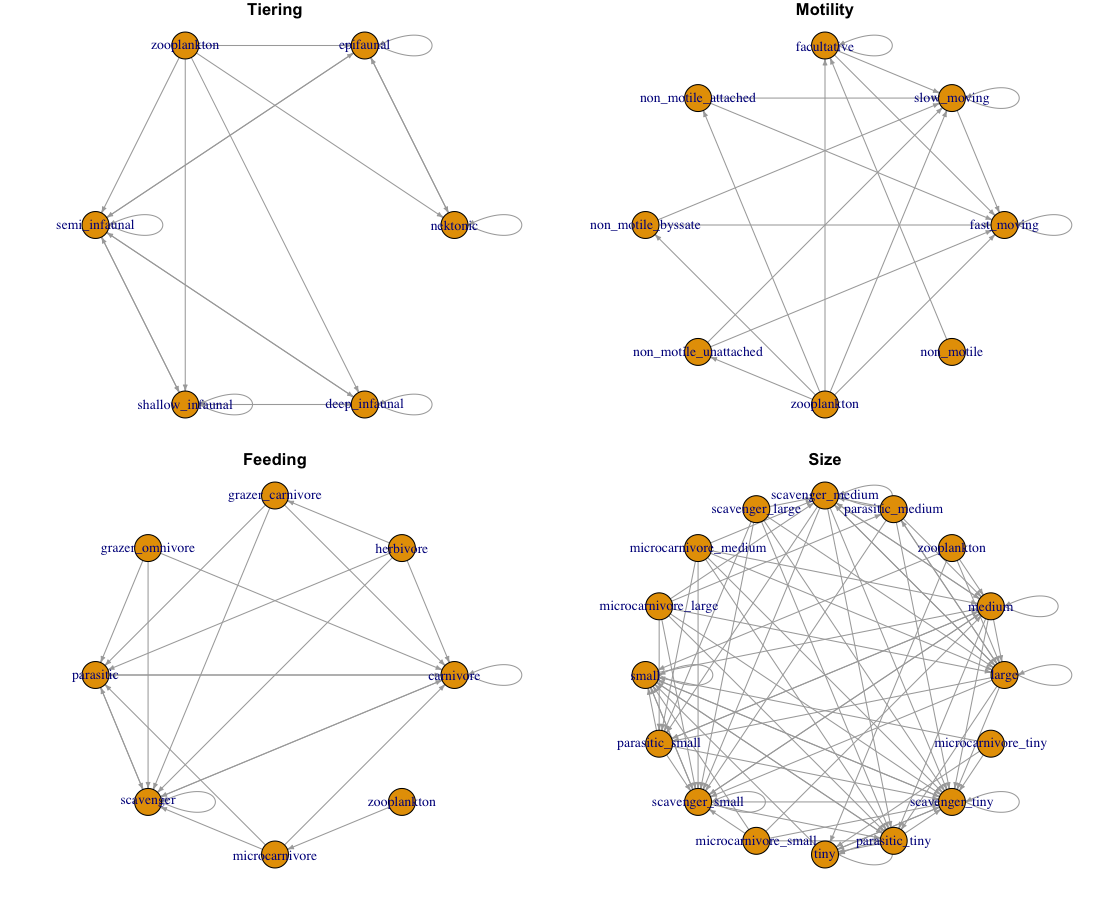 Tiering
zooplankton
epifaunal
semi_infaunal
nektonic
shallow_infaunal
deep_infaunal
Motility
facultative
non_motile_attached
slow_moving
non_motile_byssate
fast_moving
non_motile_unattached
non_motile
zooplankton
Feeding
grazer_carnivore
grazer_omnivore
herbivore
parasitic
carnivore
scavenger
zooplankton
microcarnivore
Size
scavenger_medium
scavenger_large
parasitic_medium
microcarnivore_medium
zooplankton
microcarnivore_large
medium
small
large
parasitic_small
microcarnivore_tiny
scavenger_small
scavenger_tiny
microcarnivore_small
parasitic_tiny
tiny